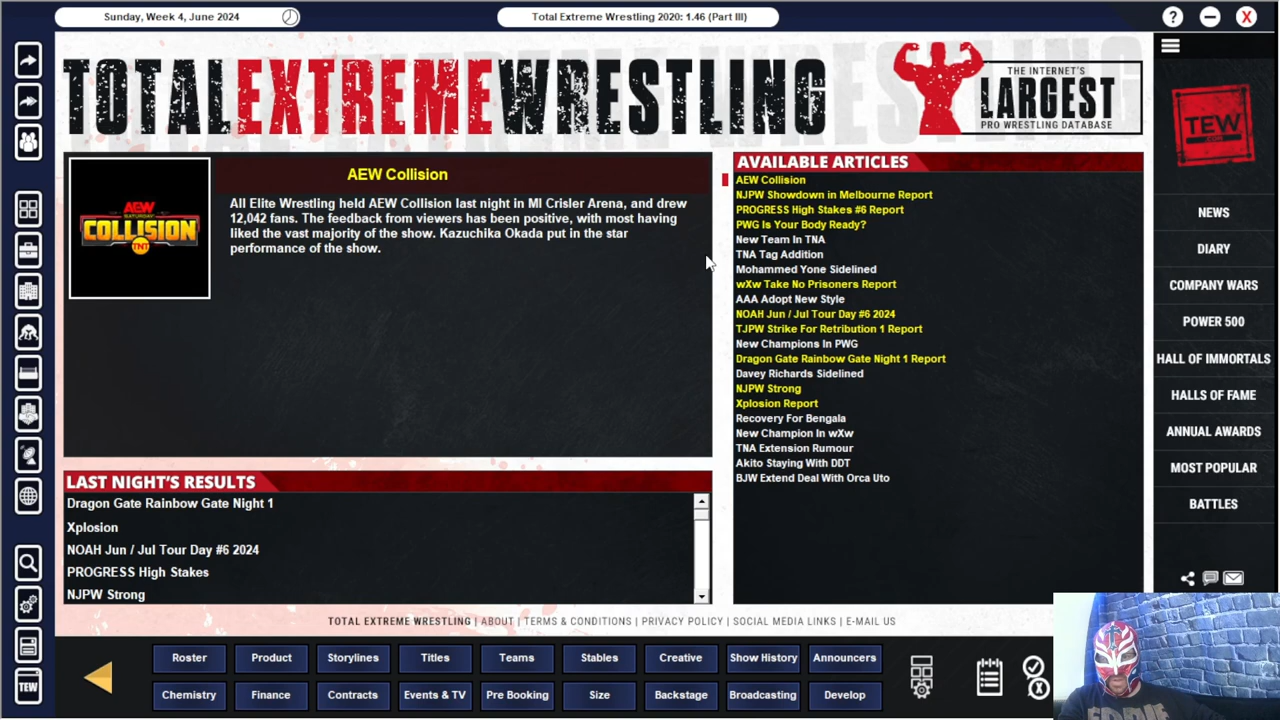 Sunday, Week 4, June 2024
Total Extreme Wrestling 2020: 1.46 (Part III)
? X
TOTALEXTREMEWRESTLING
THE INTERNET'S
LARGEST
PRO WRESTLING DATABASE
AEW Collision
AEW
SATURDAY
COLLISION
TNT
All Elite Wrestling held AEW Collision last night in MI Crisler Arena, and drew
12,042 fans. The feedback from viewers has been positive, with most having
liked the vast majority of the show. Kazuchika Okada put in the star
performance of the show.
AVAILABLE ARTICLES
AEW Collision
NJPW Showdown in Melbourne Report
PROGRESS High Stakes #6 Report
PWG Is Your Body Ready?
New Team In TNA
TNA Tag Addition
Mohammed Yone Sidelined
wXw Take No Prisoners Report
AAA Adopt New Style
NOAH Jun / Jul Tour Day #6 2024
TJPW Strike For Retribution 1 Report
New Champions In PWG
Dragon Gate Rainbow Gate Night 1 Report
Davey Richards Sidelined
NJPW Strong
Xplosion Report
Recovery For Bengala
New Champion In wXw
TNA Extension Rumour
Akito Staying With DDT
BJW Extend Deal With Orca Uto
LAST NIGHT'S RESULTS
Dragon Gate Rainbow Gate Night 1
Xplosion
NOAH Jun / Jul Tour Day #6 2024
PROGRESS High Stakes
NJPW Strong
TEW
.COM
NEWS
DIARY
COMPANY WARS
POWER 500
HALL OF IMMORTALS
HALLS OF FAME
ANNUAL AWARDS
MOST POPULAR
BATTLES
TOTAL EXTREME WRESTLING | ABOUT | TERMS & CONDITIONS | PRIVACY POLICY | SOCIAL MEDIA LINKS | E-MAIL US
Roster Product Storylines Titles Teams Stables Creative Show History Announcers
Chemistry Finance Contracts Events & TV Pre Booking Size Backstage Broadcasting Develop
TEW
EDDIE